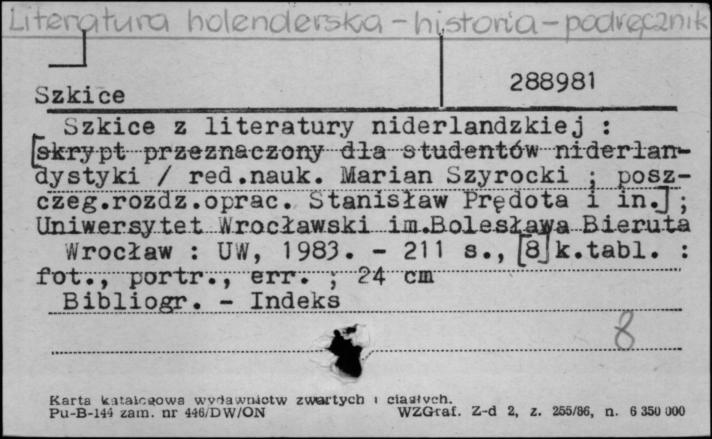 Literatura holenderska - historia - podręcznik
288981
Szkice
Szkice z literatury niderlandzkiej :
[skrypt przeznaczony dla studentów niderlan-
dystyki / red.nauk. Marian Szyrocki ; posz-
czeg.rozdz.oprac. Stanisław Prędota i in.] ;
Uniwersytet Wrocławski im.Bolesława Bieruta
Wrocław : UW, 1983. - 211 s., [8] k.tabl. :
fot., portr., err. ; 24 cm
Bibliogr. - Indeks
8
Karta katalogowa wydawnictw zwartych i ciągłych.
Pu-B-144 zam. nr 446/DW/ON WZGraf. Z-d 2, z. 255/86, n. 6 350 000